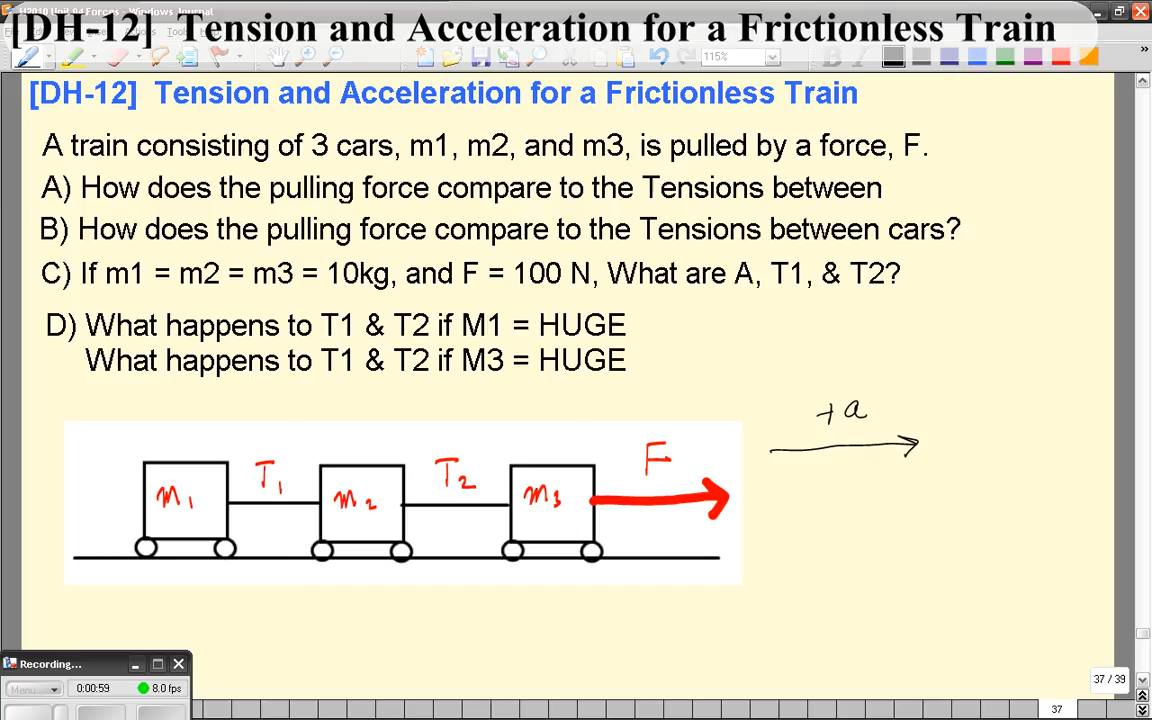 [DH-12] Tension and Acceleration for a Frictionless Train
115%
[DH-12] Tension and Acceleration for a Frictionless Train
A train consisting of 3 cars, m1, m2, and m3, is pulled by a force, F.
A) How does the pulling force compare to the Tensions between
B) How does the pulling force compare to the Tensions between cars?
C) If m1 = m2 = m3 = 10kg, and F = 100 N, What are A, T1, & T2?
D) What happens to T1 & T2 if M1 = HUGE
What happens to T1 & T2 if M3 = HUGE
+a
T1 T2 F
m1 m2 m3
Recording...
Menu 0:00:59 8.0 fps
37 / 39
37